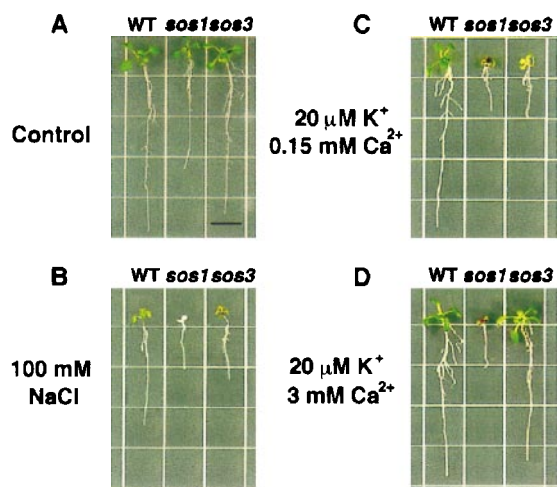 A
WT sos1sos3
Control
B
WT sos1sos3
100 mM
NaCl
C
WT sos1sos3
20 μM K+
0.15 mM Ca2+
D
WT sos1sos3
20 μM K+
3 mM Ca2+